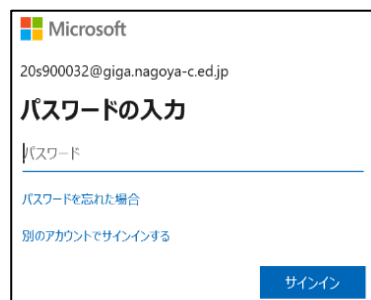 Microsoft
20s900032@giga.nagoya-c.ed.jp
パスワードの入力
パスワード
パスワードを忘れた場合
別のアカウントでサインインする
サインイン